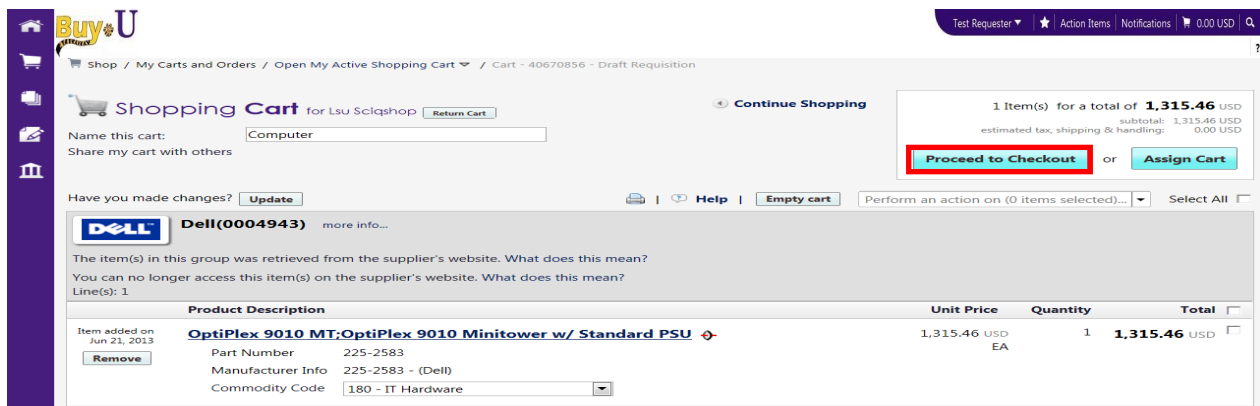 Buy U
Test Requester Action Items Notifications 0.00 USD
?
Shop / My Carts and Orders / Open My Active Shopping Cart / Cart - 40670856 - Draft Requisition
Shopping Cart for Lsu Sciqshop Return Cart
Continue Shopping
1 Item(s) for a total of 1,315.46 USD
subtotal: 1,315.46 USD
estimated tax, shipping & handling: 0.00 USD
Name this cart: Computer
Share my cart with others
Proceed to Checkout or Assign Cart
Have you made changes? Update | Help | Empty cart Perform an action on (0 items selected)... Select All
DELL Dell(0004943) more info...
The item(s) in this group was retrieved from the supplier's website. What does this mean?
You can no longer access this item(s) on the supplier's website. What does this mean?
Line(s): 1
Product Description Unit Price Quantity Total
Item added on
Jun 21, 2013
Remove
OptiPlex 9010 MT;OptiPlex 9010 Minitower w/ Standard PSU 1,315.46 USD 1 1,315.46 USD
EA
Part Number 225-2583
Manufacturer Info 225-2583 - (Dell)
Commodity Code 180 - IT Hardware